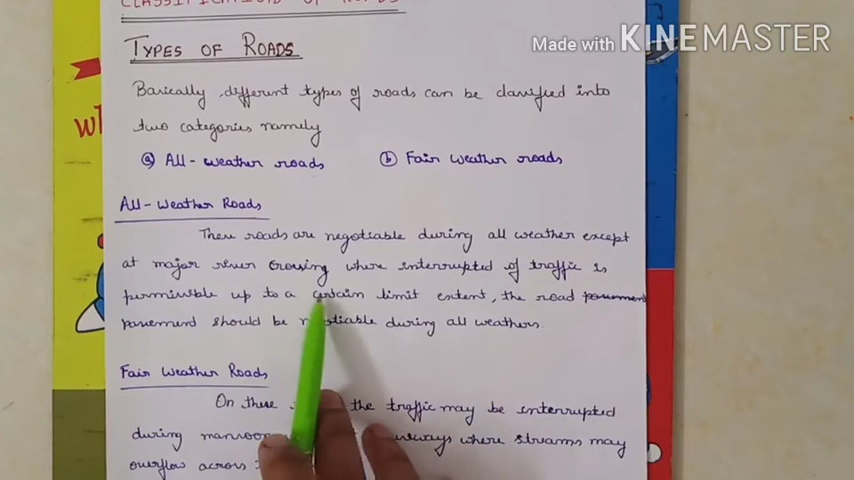 CLASSIFICATION OF ROADS
Made with KINEMASTER
TYPES OF ROADS
Basically different types of roads can be classified into
two categories namely
ⓐ All-weather roads ⓑ Fair weather roads
All-Weather Roads
These roads are negotiable during all weather except
at major river crossing where interrupted of traffic is
permissible up to a certain limit extent, the road pavement
pavement should be negotiable during all weathers.
Fair Weather Roads
On these the traffic may be interrupted
during monsoon where streams may
overflow across